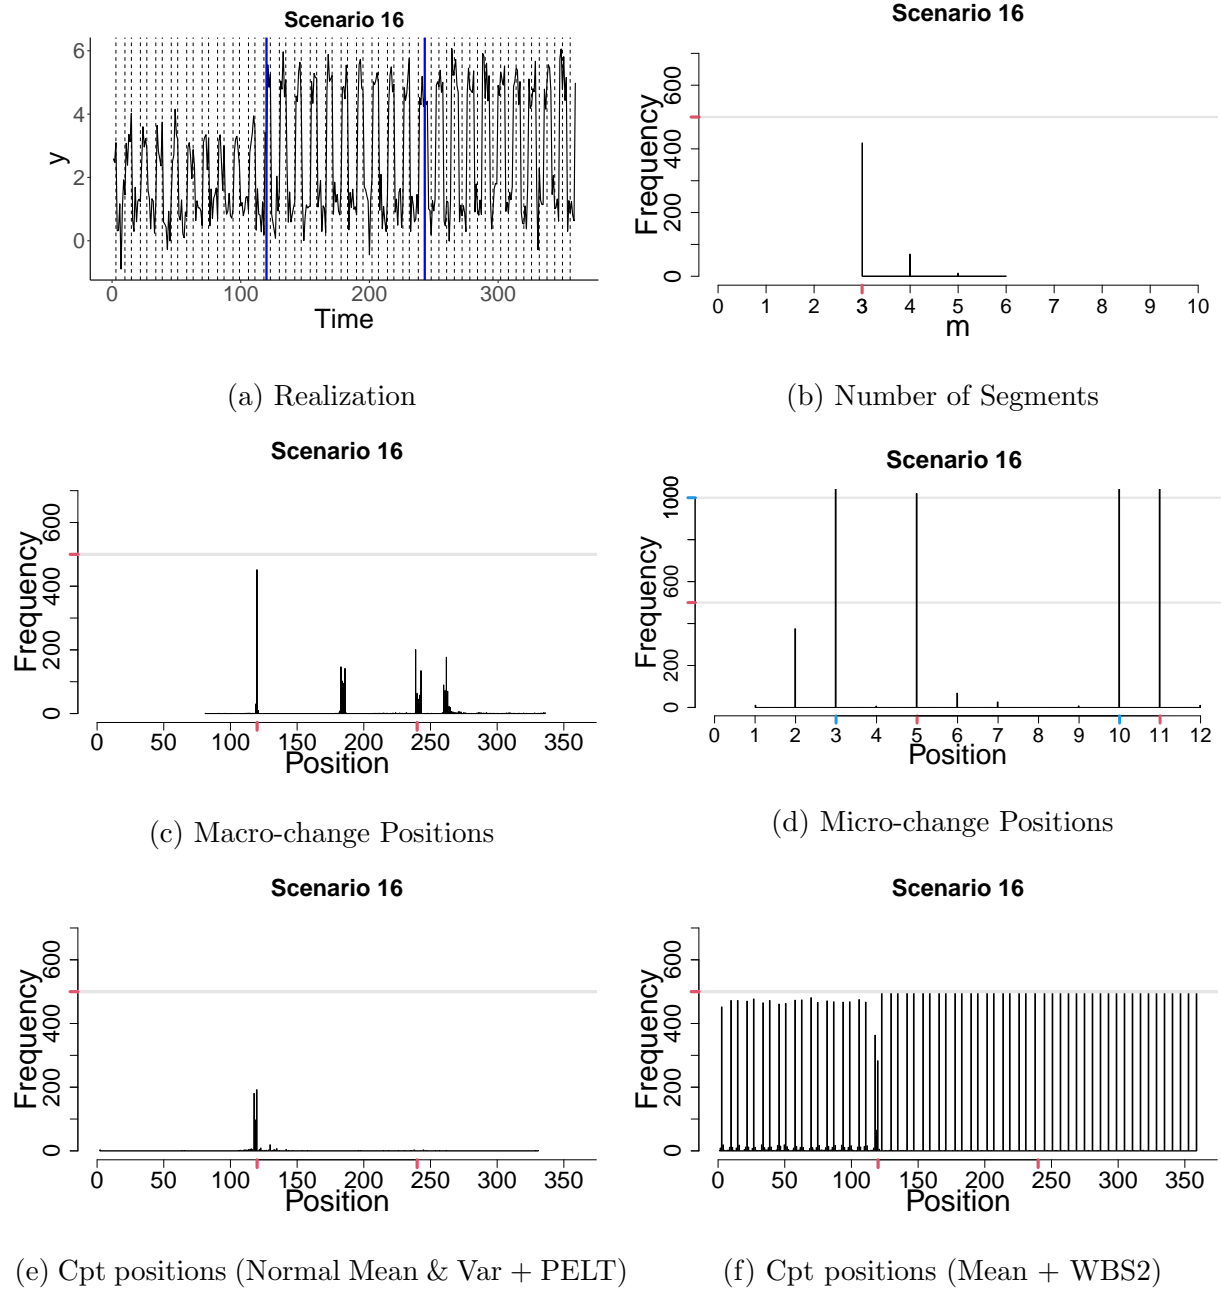 Scenario 16
6
4
2
0
y
0 100 200 300
Time
(a) Realization
Scenario 16
Frequency
0 200 400 600
0 1 2 3 4 5 6 7 8 9 10
m
(b) Number of Segments
Scenario 16
Frequency
0 200 400 600
0 50 100 150 200 250 300 350
Position
(c) Macro-change Positions
Scenario 16
Frequency
0 200 600 1000
0 1 2 3 4 5 6 7 8 9 10 11 12
Position
(d) Micro-change Positions
Scenario 16
Frequency
0 200 400 600
0 50 100 150 200 250 300 350
Position
(e) Cpt positions (Normal Mean & Var + PELT)
Scenario 16
Frequency
0 200 400 600
0 50 100 150 200 250 300 350
Position
(f) Cpt positions (Mean + WBS2)